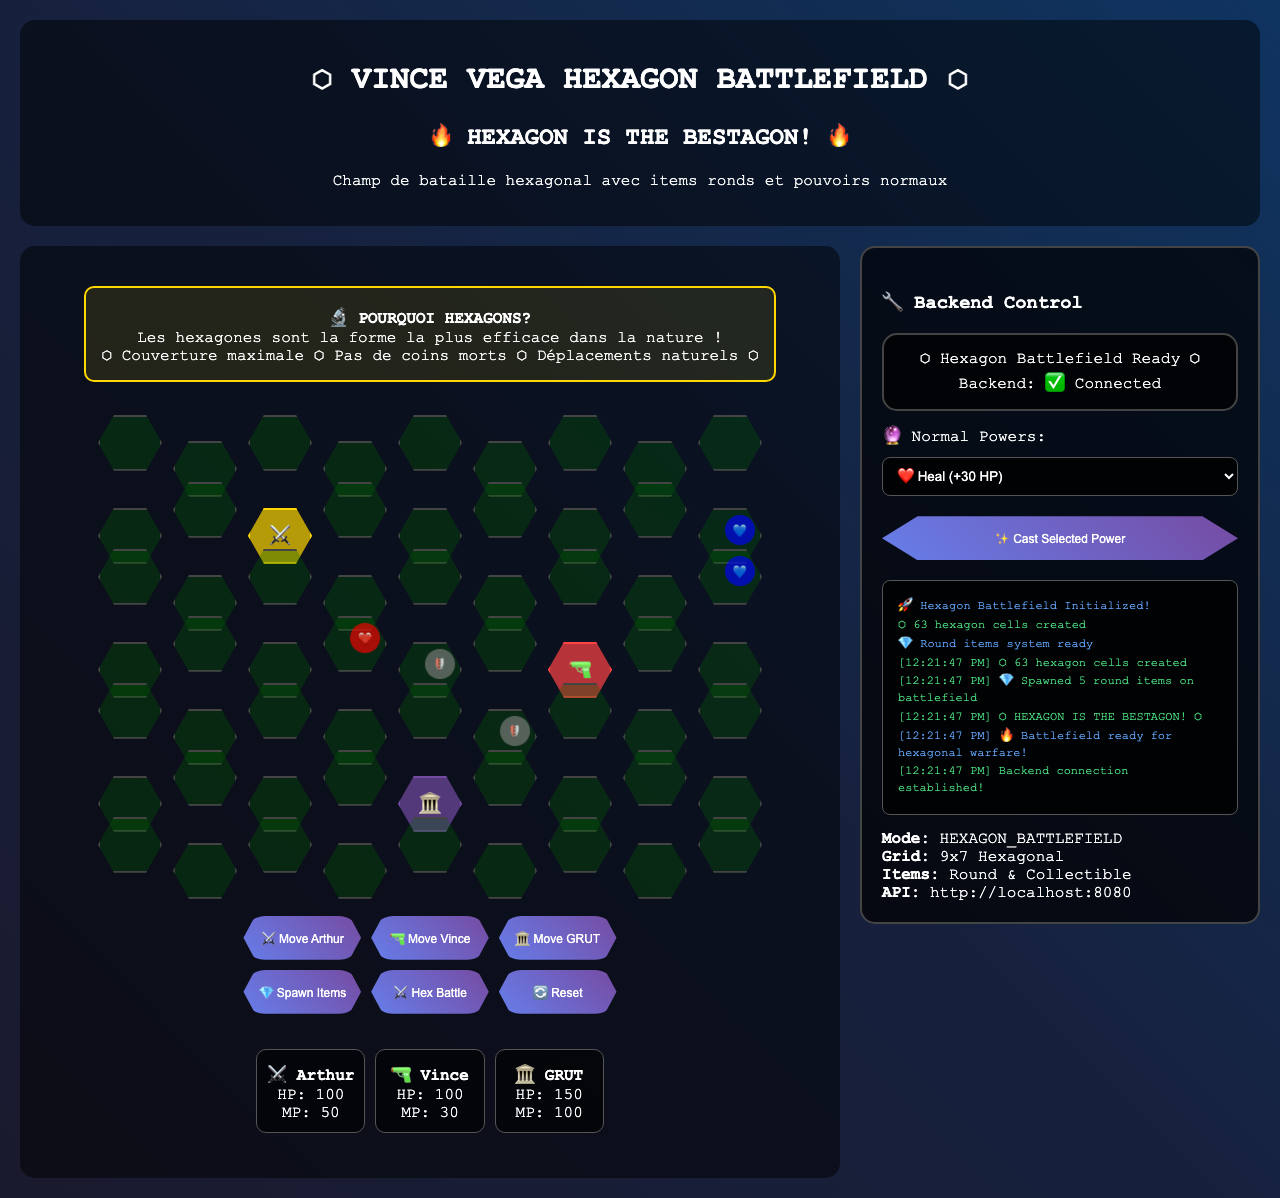 ⬡ VINCE VEGA HEXAGON BATTLEFIELD ⬡
🔥 HEXAGON IS THE BESTAGON! 🔥
Champ de bataille hexagonal avec items ronds et pouvoirs normaux
🔬 POURQUOI HEXAGONS?
Les hexagones sont la forme la plus efficace dans la nature !
⬡ Couverture maximale ⬡ Pas de coins morts ⬡ Déplacements naturels ⬡
⚔️ Move Arthur
🔫 Move Vince
🏛️ Move GRUT
💎 Spawn Items
⚔️ Hex Battle
🔄 Reset
⚔️ Arthur
HP: 100
MP: 50
🔫 Vince
HP: 100
MP: 30
🏛️ GRUT
HP: 150
MP: 100
🔧 Backend Control
⬡ Hexagon Battlefield Ready ⬡
Backend: ✅ Connected
🔮 Normal Powers:
❤️ Heal (+30 HP)
✨ Cast Selected Power
🚀 Hexagon Battlefield Initialized!
⬡ 63 hexagon cells created
💎 Round items system ready
[12:21:47 PM] ⬡ 63 hexagon cells created
[12:21:47 PM] 💎 Spawned 5 round items on
battlefield
[12:21:47 PM] ⬡ HEXAGON IS THE BESTAGON! ⬡
[12:21:47 PM] 🔥 Battlefield ready for
hexagonal warfare!
[12:21:47 PM] Backend connection
established!
Mode: HEXAGON_BATTLEFIELD
Grid: 9x7 Hexagonal
Items: Round & Collectible
API: http://localhost:8080